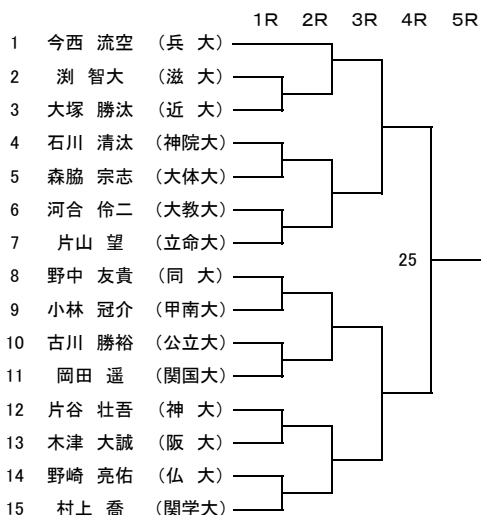 1R 2R 3R 4R 5R
1 今西 流空 （兵 大）
2 渕 智大 （滋 大）
3 大塚 勝汰 （近 大）
4 石川 清汰 （神院大）
5 森脇 宗志 （大体大）
6 河合 伶二 （大教大）
7 片山 望 （立命大）
8 野中 友貴 （同 大）
25
9 小林 冠介 （甲南大）
10 古川 勝裕 （公立大）
11 岡田 遥 （関国大）
12 片谷 壮吾 （神 大）
13 木津 大誠 （阪 大）
14 野崎 亮佑 （仏 大）
15 村上 喬 （関学大）